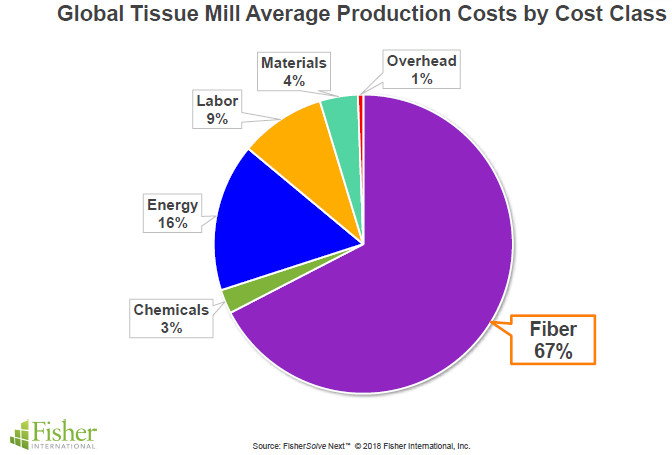 Global Tissue Mill Average Production Costs by Cost Class
Overhead
1%
Materials
4%
Labor
9%
Energy
16%
Chemicals
3%
Fiber
67%
Fisher
INTERNATIONAL
Source: FisherSolve Next™ © 2018 Fisher International, Inc.